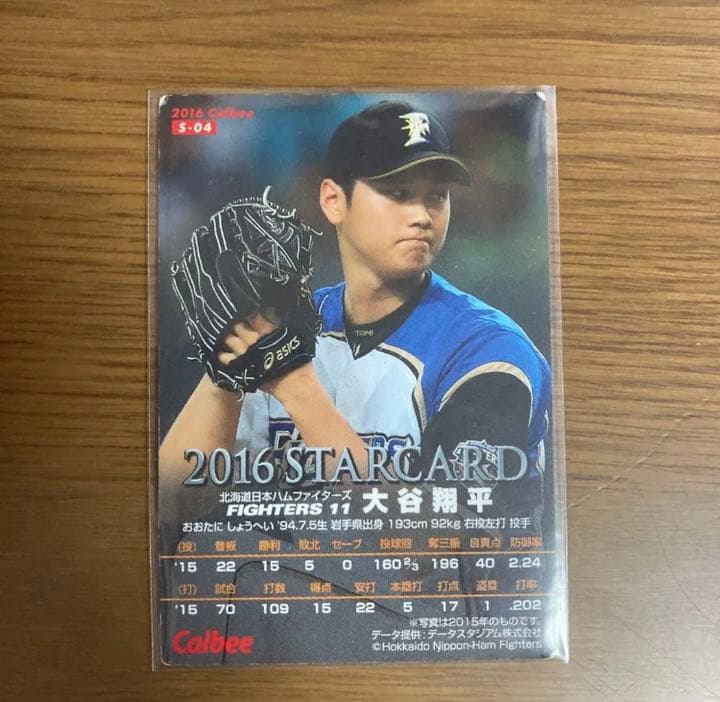 2016 Calbee
S-04
F
asics
2016 STARCARD
北海道日本ハムファイターズ
FIGHTERS 11 大谷翔平
おおたに しょうへい '94.7.5生 岩手県出身 193cm 92kg 右投左打 投手
(投) 登板 勝利 敗北 セーブ 投球回 奪三振 自責点 防御率
'15 22 15 5 0 160 2/3 196 40 2.24
(打) 試合 打数 得点 安打 本塁打 打点 盗塁 打率
'15 70 109 15 22 5 17 1 .202
※写真は2015年のものです。
Calbee
データ提供:データスタジアム株式会社
©Hokkaido Nippon-Ham Fighters